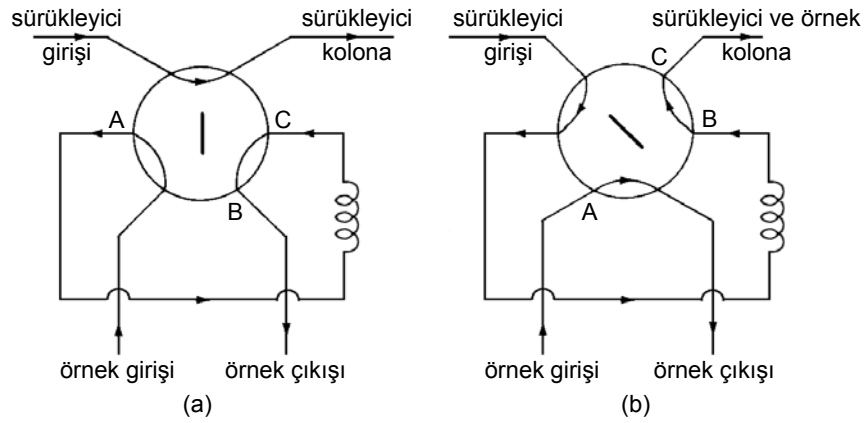 sürükleyici
girişi
sürükleyici
kolona
A
C
B
örnek girişi
örnek çıkışı
(a)
sürükleyici
girişi
sürükleyici ve örnek
kolona
C
B
A
örnek girişi
örnek çıkışı
(b)